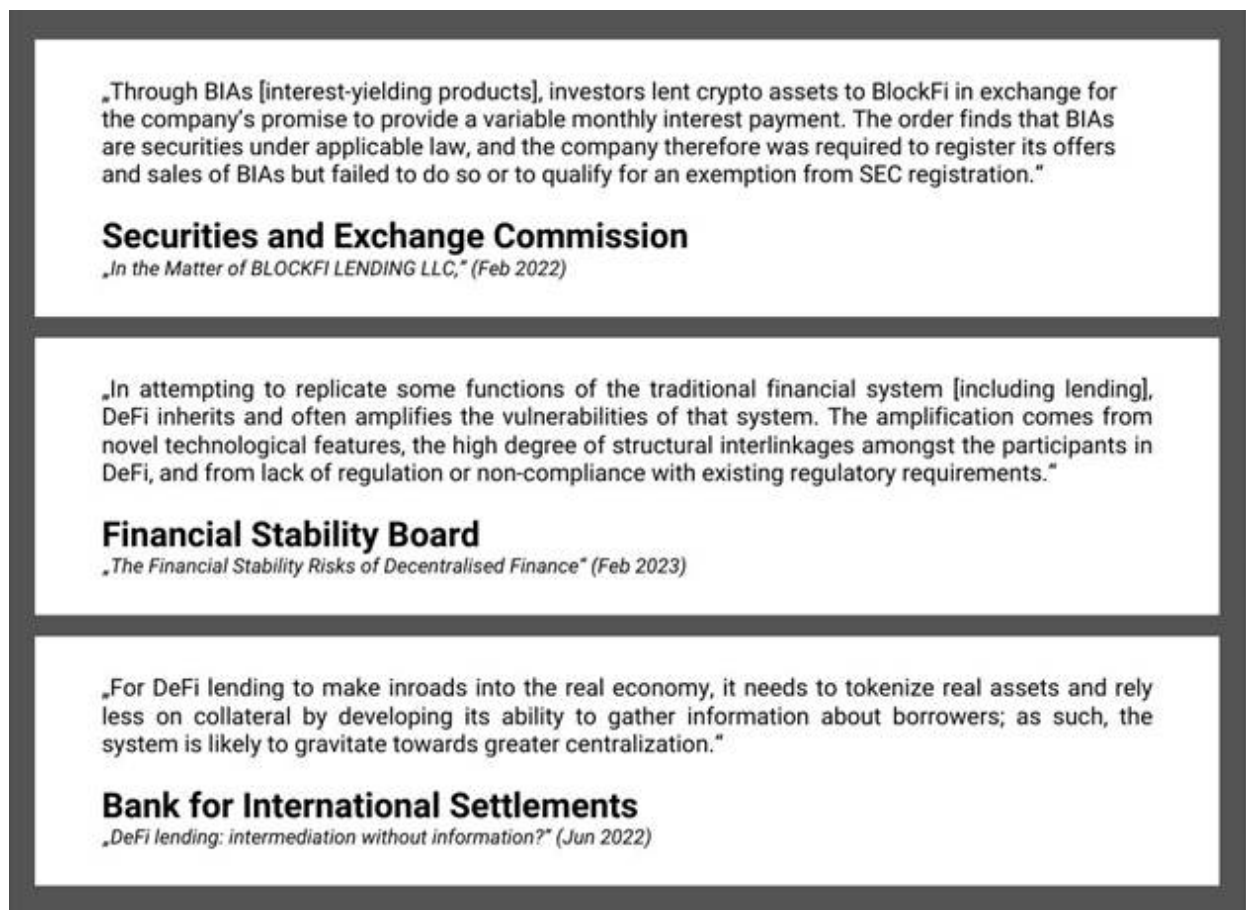 „Through BIAs [interest-yielding products], investors lent crypto assets to BlockFi in exchange for
the company’s promise to provide a variable monthly interest payment. The order finds that BIAs
are securities under applicable law, and the company therefore was required to register its offers
and sales of BIAs but failed to do so or to qualify for an exemption from SEC registration.“
Securities and Exchange Commission
„In the Matter of BLOCKFI LENDING LLC,“ (Feb 2022)
„In attempting to replicate some functions of the traditional financial system [including lending],
DeFi inherits and often amplifies the vulnerabilities of that system. The amplification comes from
novel technological features, the high degree of structural interlinkages amongst the participants in
DeFi, and from lack of regulation or non-compliance with existing regulatory requirements.“
Financial Stability Board
„The Financial Stability Risks of Decentralised Finance“ (Feb 2023)
„For DeFi lending to make inroads into the real economy, it needs to tokenize real assets and rely
less on collateral by developing its ability to gather information about borrowers; as such, the
system is likely to gravitate towards greater centralization.“
Bank for International Settlements
„DeFi lending: intermediation without information?“ (Jun 2022)